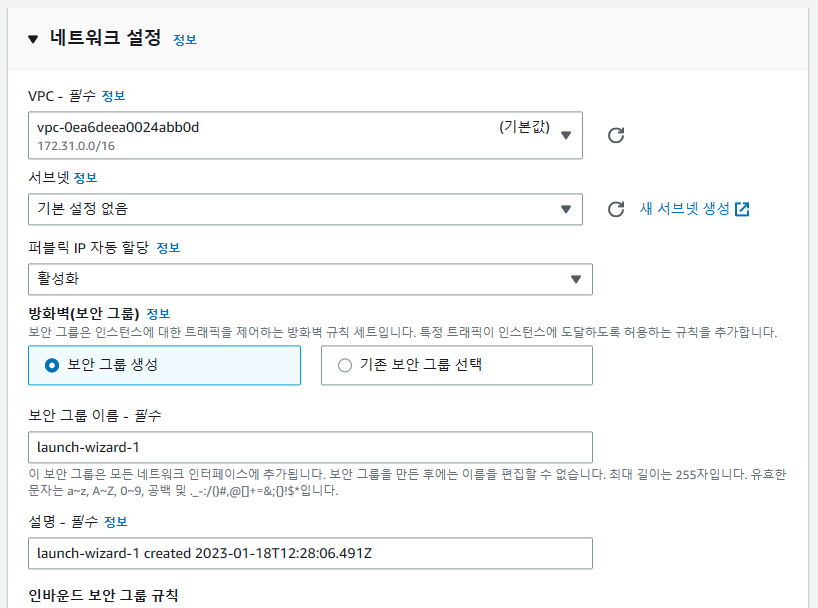 네트워크 설정 정보
VPC - 필수 정보
vpc-0ea6deea0024abb0d (기본값)
172.31.0.0/16
서브넷 정보
기본 설정 없음
새 서브넷 생성
퍼블릭 IP 자동 할당 정보
활성화
방화벽(보안 그룹) 정보
보안 그룹은 인스턴스에 대한 트래픽을 제어하는 방화벽 규칙 세트입니다. 특정 트래픽이 인스턴스에 도달하도록 허용하는 규칙을 추가합니다.
보안 그룹 생성
기존 보안 그룹 선택
보안 그룹 이름 - 필수
launch-wizard-1
이 보안 그룹은 모든 네트워크 인터페이스에 추가됩니다. 보안 그룹을 만든 후에는 이름을 편집할 수 없습니다. 최대 길이는 255자입니다. 유효한
문자는 a~z, A~Z, 0~9, 공백 및 ._-:/()#,@[]+=&;{}!$*입니다.
설명 - 필수 정보
launch-wizard-1 created 2023-01-18T12:28:06.491Z
인바운드 보안 그룹 규칙